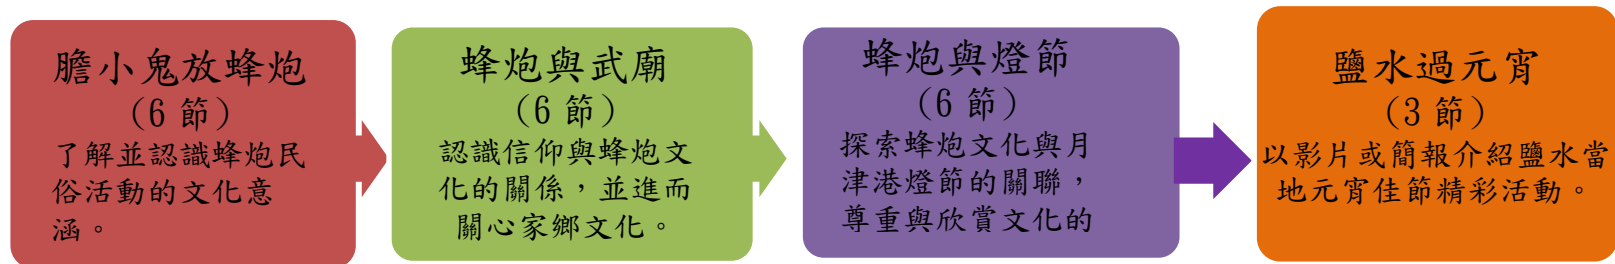 膽小鬼放蜂炮
(6 節)
了解並認識蜂炮民
俗活動的文化意
涵。
蜂炮與武廟
(6 節)
認識信仰與蜂炮文
化的關係，並進而
關心家鄉文化。
蜂炮與燈節
(6 節)
探索蜂炮文化與月
津港燈節的關聯，
尊重與欣賞文化的
鹽水過元宵
(3 節)
以影片或簡報介紹鹽水當
地元宵佳節精彩活動。